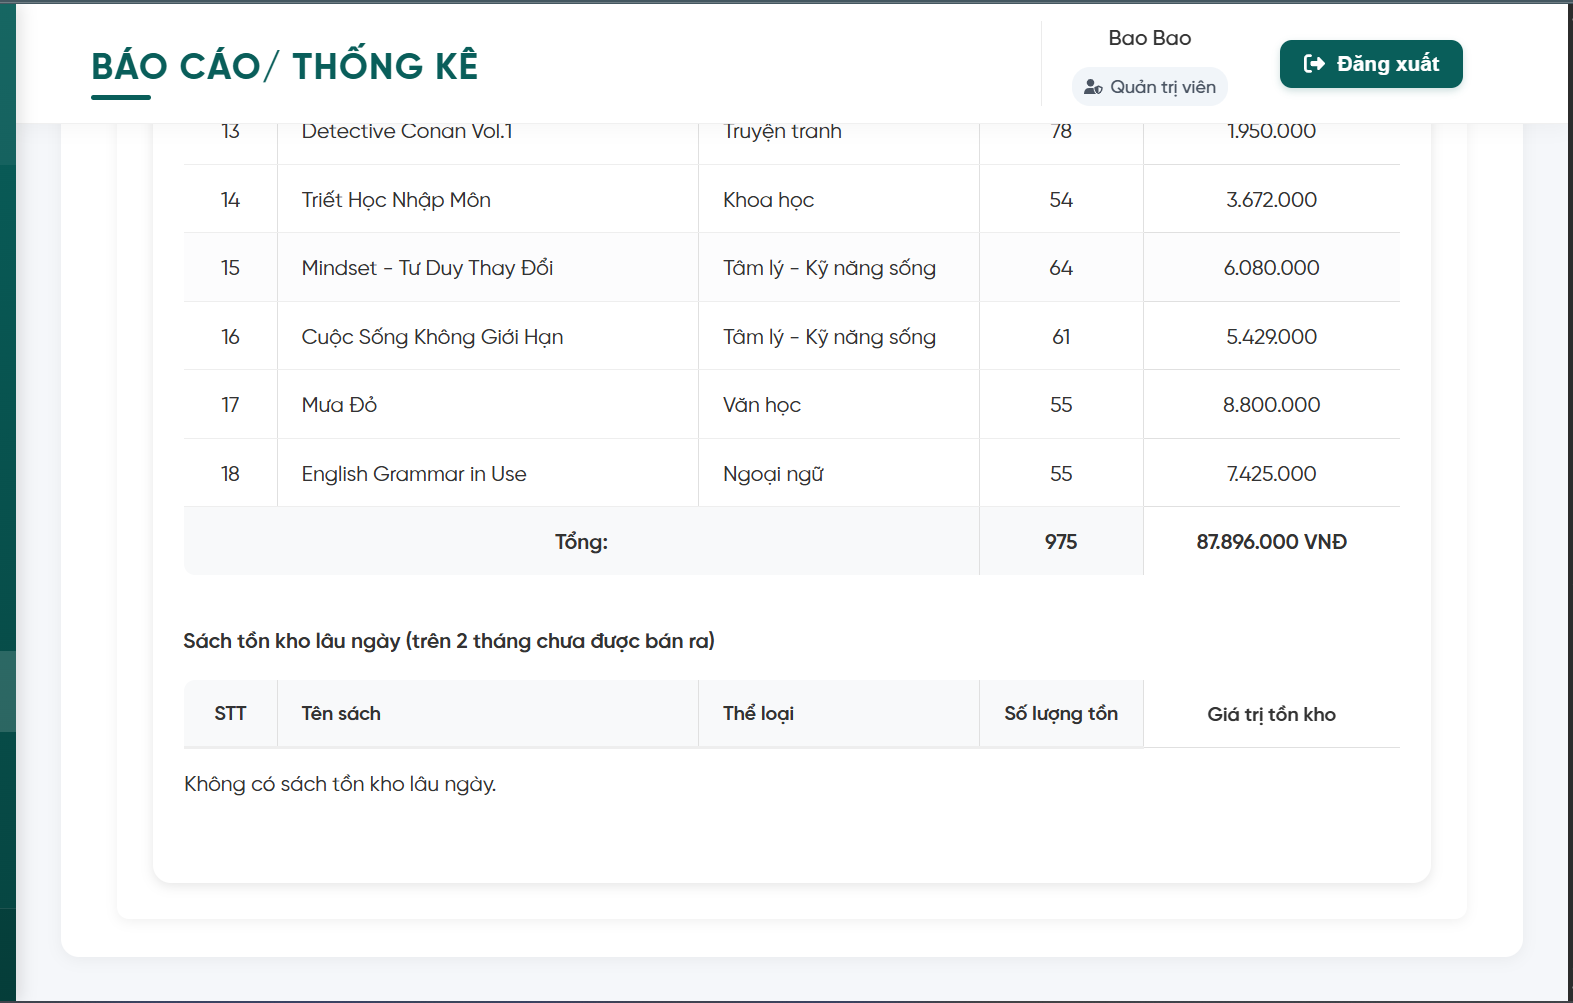 BÁO CÁO/ THỐNG KÊ
Bao Bao
Quản trị viên
Đăng xuất
13 Detective Conan Vol.1 Truyện tranh 78 1.950.000
14 Triết Học Nhập Môn Khoa học 54 3.672.000
15 Mindset - Tư Duy Thay Đổi Tâm lý - Kỹ năng sống 64 6.080.000
16 Cuộc Sống Không Giới Hạn Tâm lý - Kỹ năng sống 61 5.429.000
17 Mưa Đỏ Văn học 55 8.800.000
18 English Grammar in Use Ngoại ngữ 55 7.425.000
Tổng: 975 87.896.000 VNĐ
Sách tồn kho lâu ngày (trên 2 tháng chưa được bán ra)
STT Tên sách Thể loại Số lượng tồn Giá trị tồn kho
Không có sách tồn kho lâu ngày.